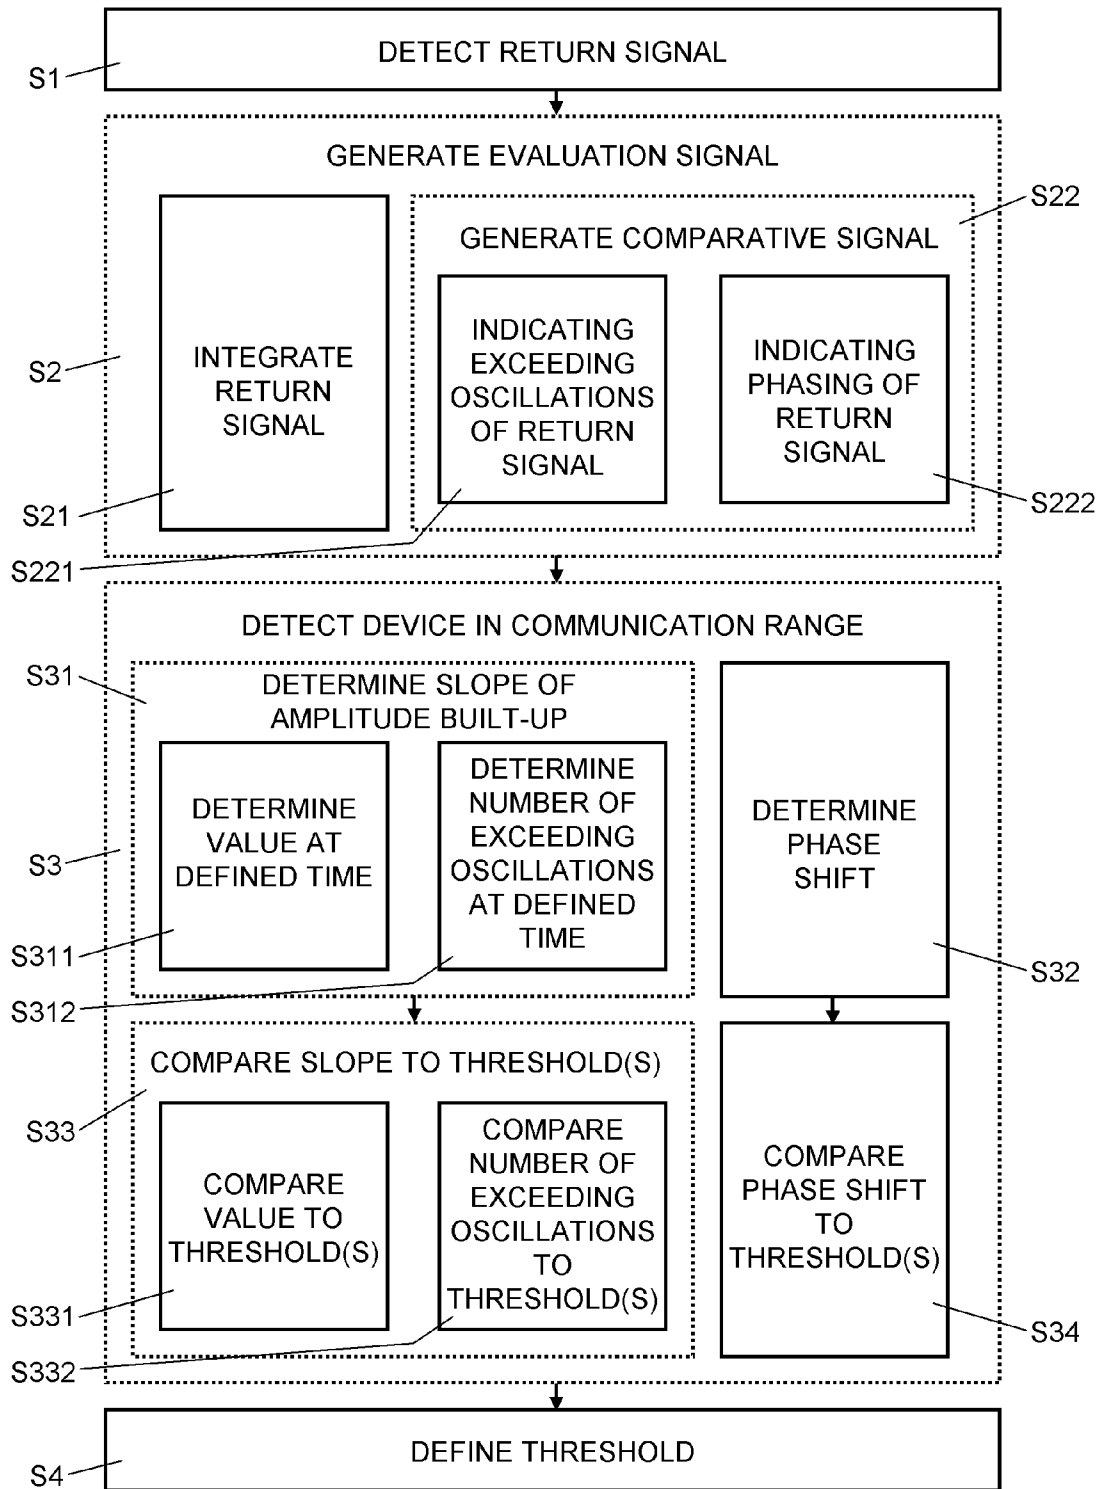 DETECT RETURN SIGNAL
S1
GENERATE EVALUATION SIGNAL
S22
GENERATE COMPARATIVE SIGNAL
S2
INTEGRATE
RETURN
SIGNAL
INDICATING
EXCEEDING
OSCILLATIONS
OF RETURN
SIGNAL
INDICATING
PHASING OF
RETURN
SIGNAL
S21
S221
S222
DETECT DEVICE IN COMMUNICATION RANGE
S31
DETERMINE SLOPE OF
AMPLITUDE BUILT-UP
S3
DETERMINE
VALUE AT
DEFINED TIME
DETERMINE
NUMBER OF
EXCEEDING
OSCILLATIONS
AT DEFINED
TIME
DETERMINE
PHASE
SHIFT
S311
S312
S32
COMPARE SLOPE TO THRESHOLD(S)
S33
COMPARE
VALUE TO
THRESHOLD(S)
COMPARE
NUMBER OF
EXCEEDING
OSCILLATIONS
TO
THRESHOLD(S)
COMPARE
PHASE SHIFT
TO
THRESHOLD(S)
S331
S332
S34
DEFINE THRESHOLD
S4